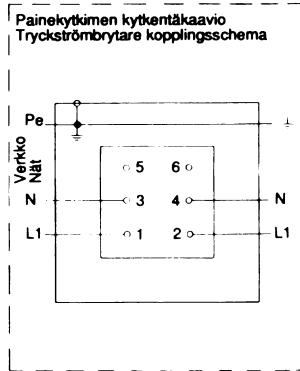 Painekytkimen kytkentäkaavio
Tryckströmbrytare kopplingsschema
Pe
Verkko
Nät
5 6
N 3 4 N
L1 1 2 L1